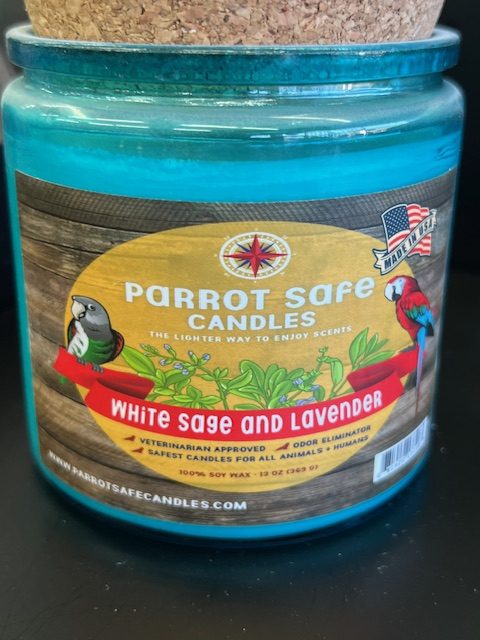 MADE IN USA
PARROT SAFE
CANDLES
THE LIGHTER WAY TO ENJOY SCENTS
WHITE SAGE AND LAVENDER
VETERINARIAN APPROVED ODOR ELIMINATOR
SAFEST CANDLES FOR ALL ANIMALS + HUMANS
100% SOY WAX - 13 OZ (369 G)
WWW.PARROTSAFECANDLES.COM